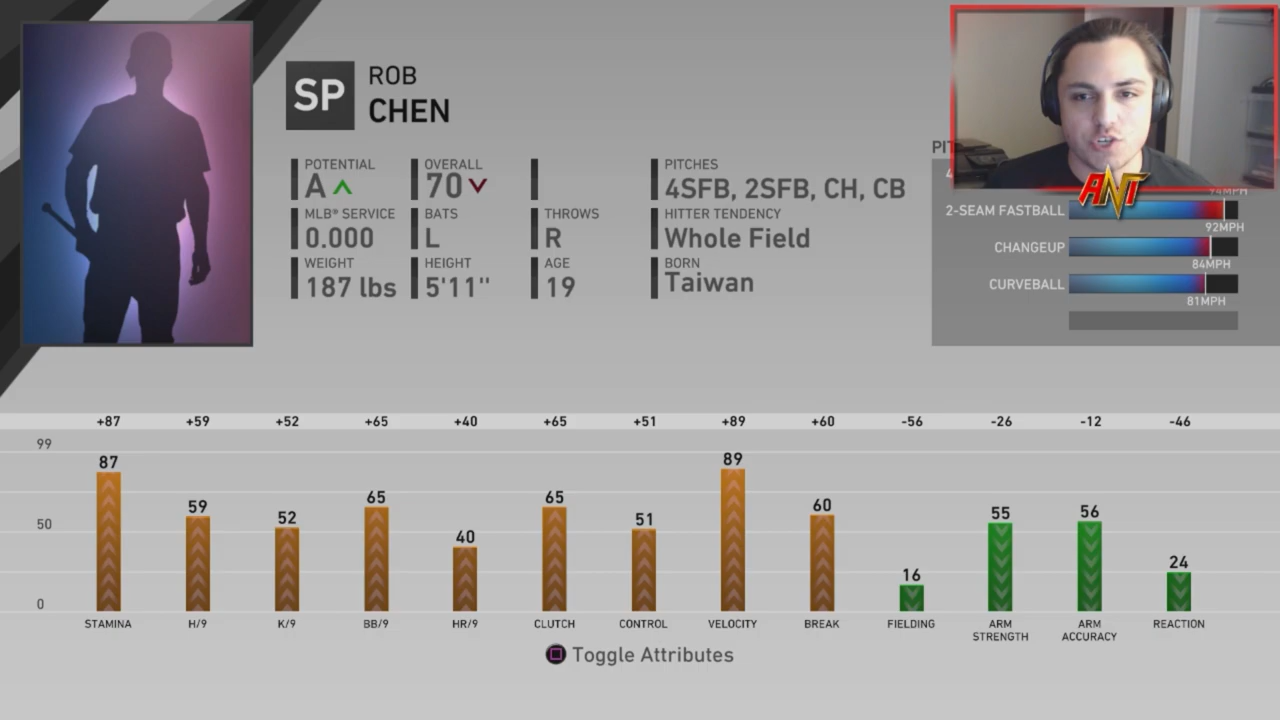 SP
ROB
CHEN
POTENTIAL
A
OVERALL
70
PITCHES
4SFB, 2SFB, CH, CB
MLB® SERVICE
0.000
BATS
L
THROWS
R
HITTER TENDENCY
Whole Field
WEIGHT
187 lbs
HEIGHT
5'11"
AGE
19
BORN
Taiwan
PIT
ANT
94MPH
2-SEAM FASTBALL
92MPH
CHANGEUP
84MPH
CURVEBALL
81MPH
+87 +59 +52 +65 +40 +65 +51 +89 +60 -56 -26 -12 -46
99
50
0
87 59 52 65 40 65 51 89 60 16 55 56 24
STAMINA H/9 K/9 BB/9 HR/9 CLUTCH CONTROL VELOCITY BREAK FIELDING ARM STRENGTH ARM ACCURACY REACTION
Toggle Attributes